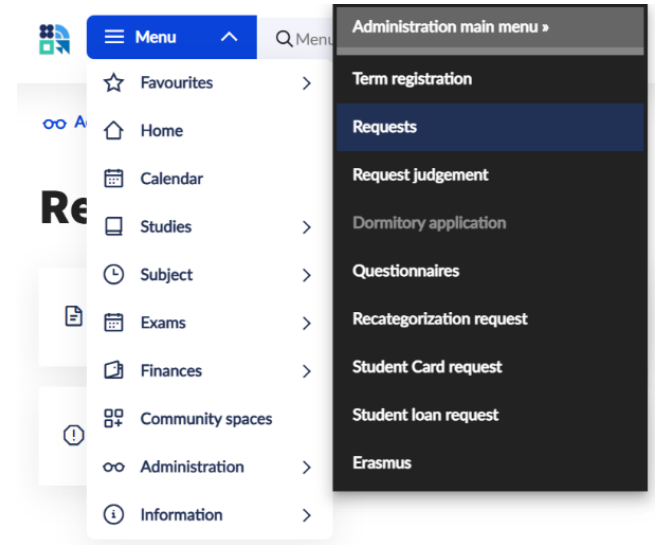 Menu
Menu
Favourites
Home
Calendar
Studies
Subject
Exams
Finances
Community spaces
Administration
Information
A
Re
Administration main menu »
Term registration
Requests
Request judgement
Dormitory application
Questionnaires
Recategorization request
Student Card request
Student loan request
Erasmus